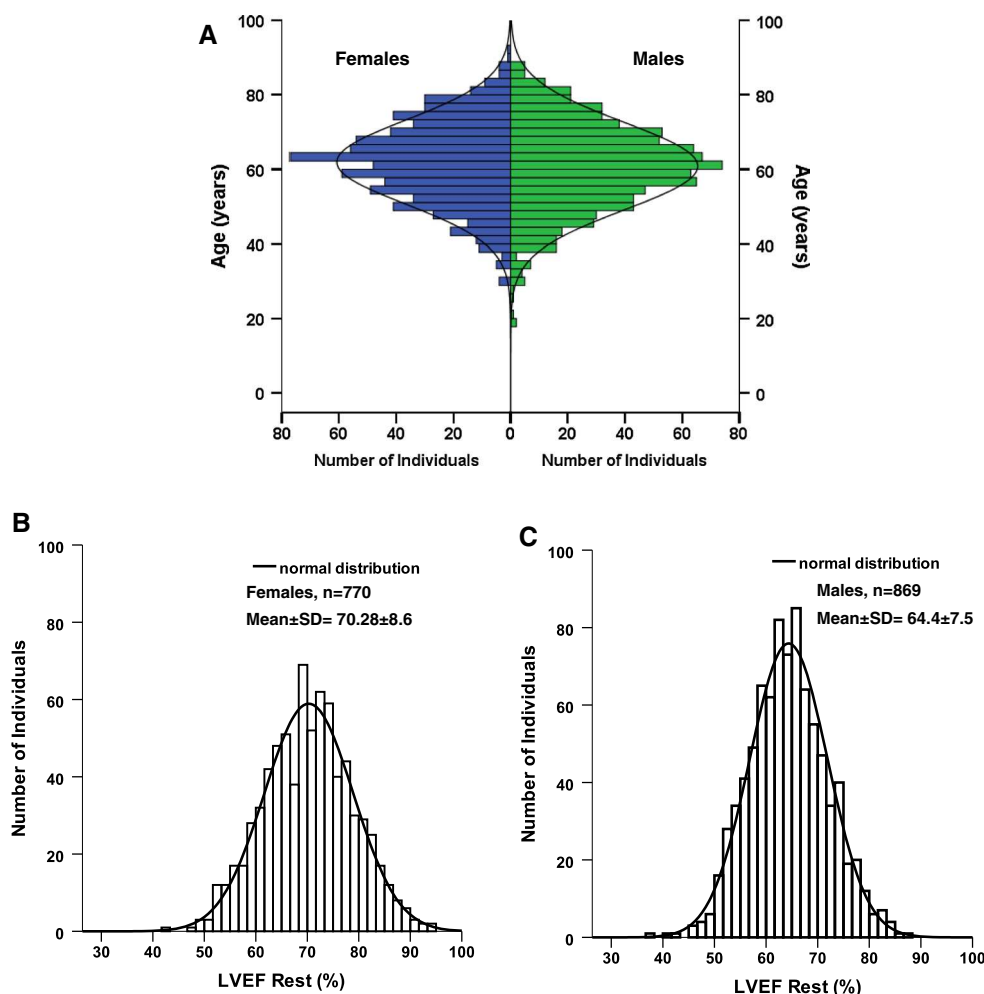 A
Females
Males
100
80
60
40
20
0
Age (years)
100
80
60
40
20
0
Age (years)
80 60 40 20 0 20 40 60 80
Number of Individuals Number of Individuals
B
100
80
60
40
20
0
Number of Individuals
normal distribution
Females, n=770
Mean±SD= 70.28±8.6
30 40 50 60 70 80 90 100
LVEF Rest (%)
C
100
80
60
40
20
0
Number of Individuals
normal distribution
Males, n=869
Mean±SD= 64.4±7.5
30 40 50 60 70 80 90 100
LVEF Rest (%)